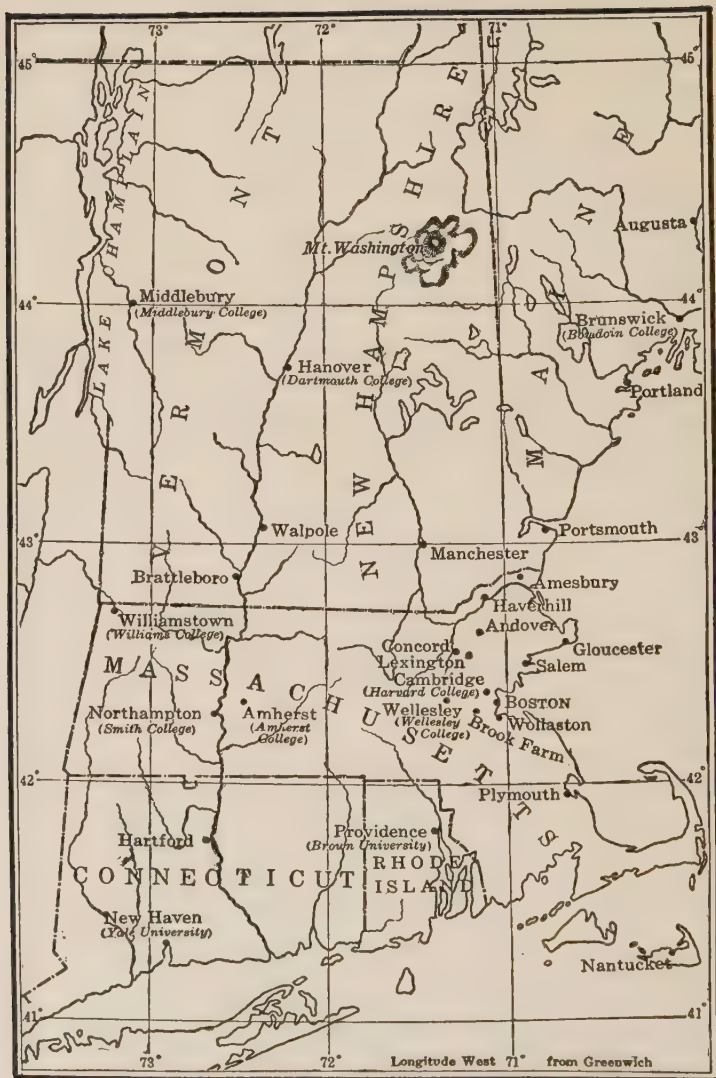 73° 72° 71°
45° 45°
LAKE CHAMPLAIN
VERMONT
NEW HAMPSHIRE
MAINE
Mt. Washington
Augusta
44° 44°
Middlebury
(Middlebury College)
Brunswick
(Bowdoin College)
Hanover
(Dartmouth College)
Portland
Walpole
Portsmouth
43° 43°
Manchester
Brattleboro
Amesbury
Haverhill
Williamstown
(Williams College)
Andover
Concord
Gloucester
Lexington
Salem
MASSACHUSETTS
Cambridge
(Harvard College)
BOSTON
Northampton
(Smith College)
Amherst
(Amherst
College)
Wellesley
(Wellesley
College)
Wollaston
Brook Farm
42° 42°
Plymouth
Hartford
Providence
(Brown University)
CONNECTICUT
RHODE
ISLAND
New Haven
(Yale University)
Nantucket
41° 41°
73° 72° 71°
Longitude West from Greenwich